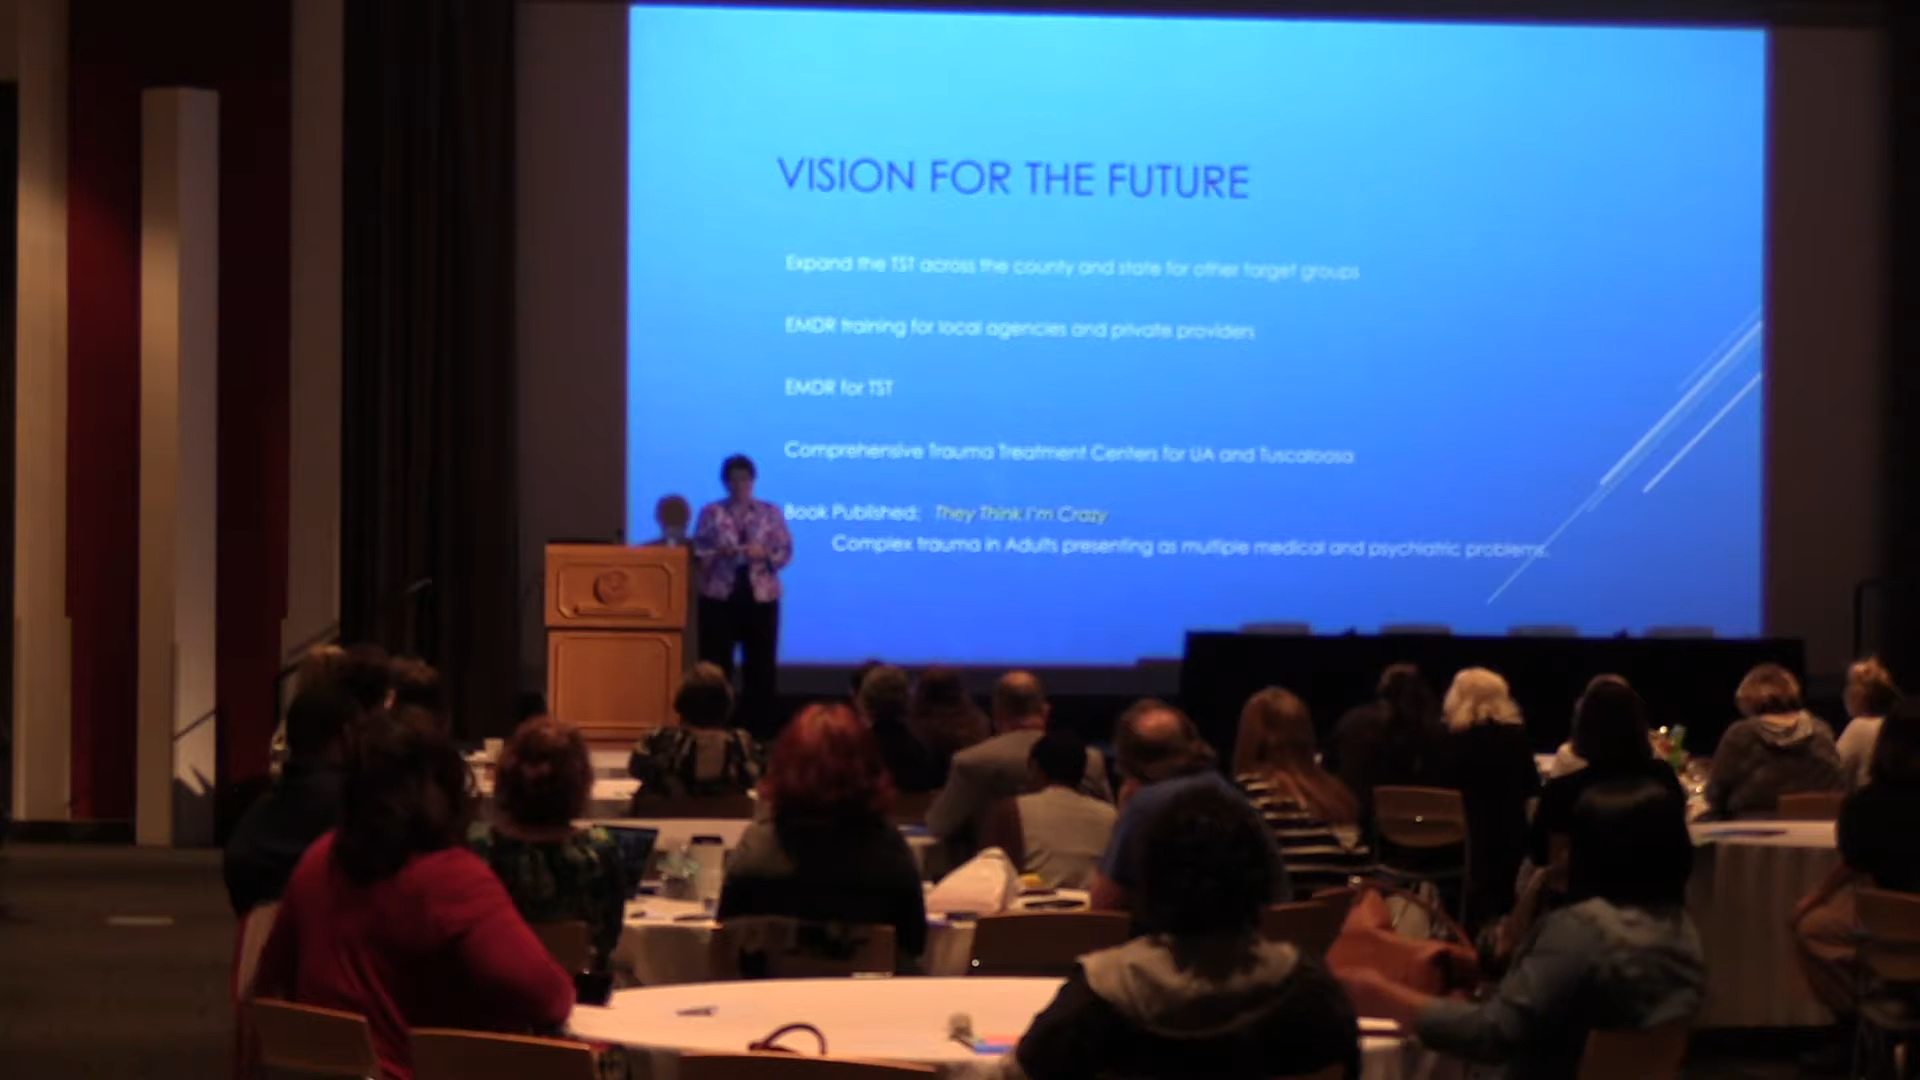 VISION FOR THE FUTURE
Expand the TST across the county and state for other target groups
EMDR training for local agencies and private providers
EMDR for TST
Comprehensive Trauma Treatment Centers for UA and Tuscaloosa
Book Published: They Think I'm Crazy
Complex trauma in Adults presenting as multiple medical and psychiatric problems.